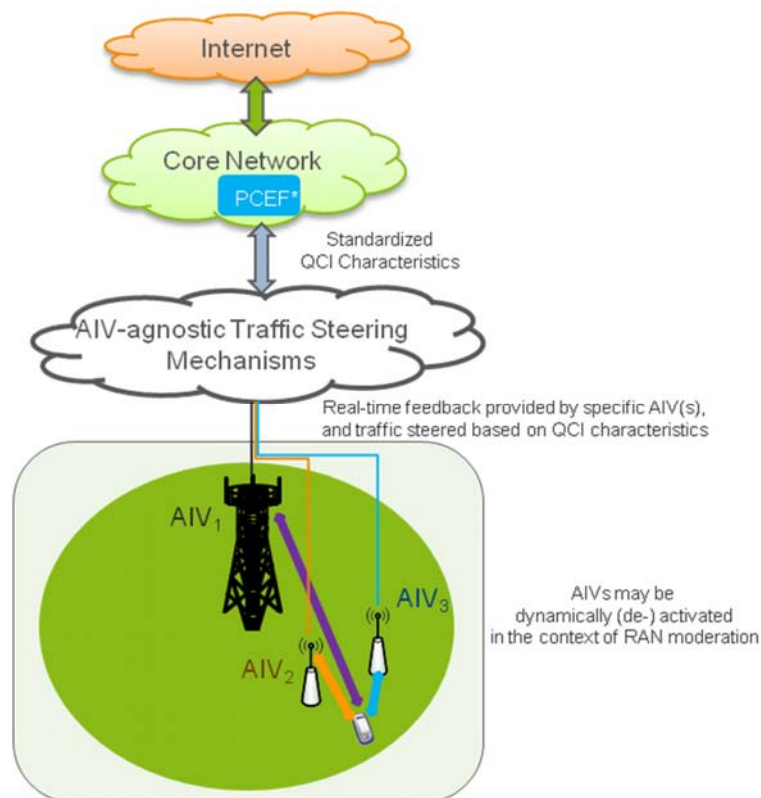 Internet
Core Network
PCEF*
Standardized
QCI Characteristics
AIV-agnostic Traffic Steering
Mechanisms
Real-time feedback provided by specific AIV(s),
and traffic steered based on QCI characteristics
AIV₁
AIV₃
AIV₂
AIVs may be
dynamically (de-) activated
in the context of RAN moderation